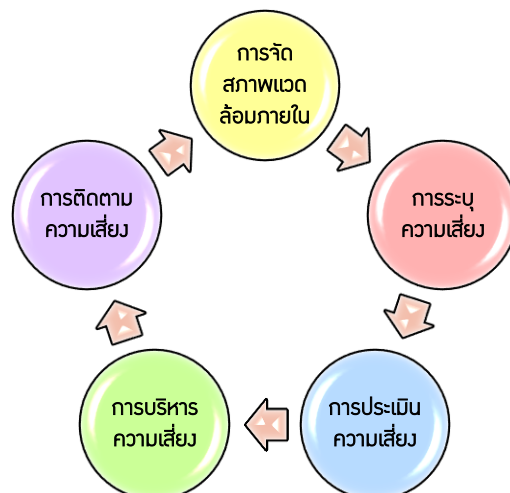 การจัด
สภาพแวด
ล้อมภายใน
การระบุ
ความเสี่ยง
การประเมิน
ความเสี่ยง
การบริหาร
ความเสี่ยง
การติดตาม
ความเสี่ยง